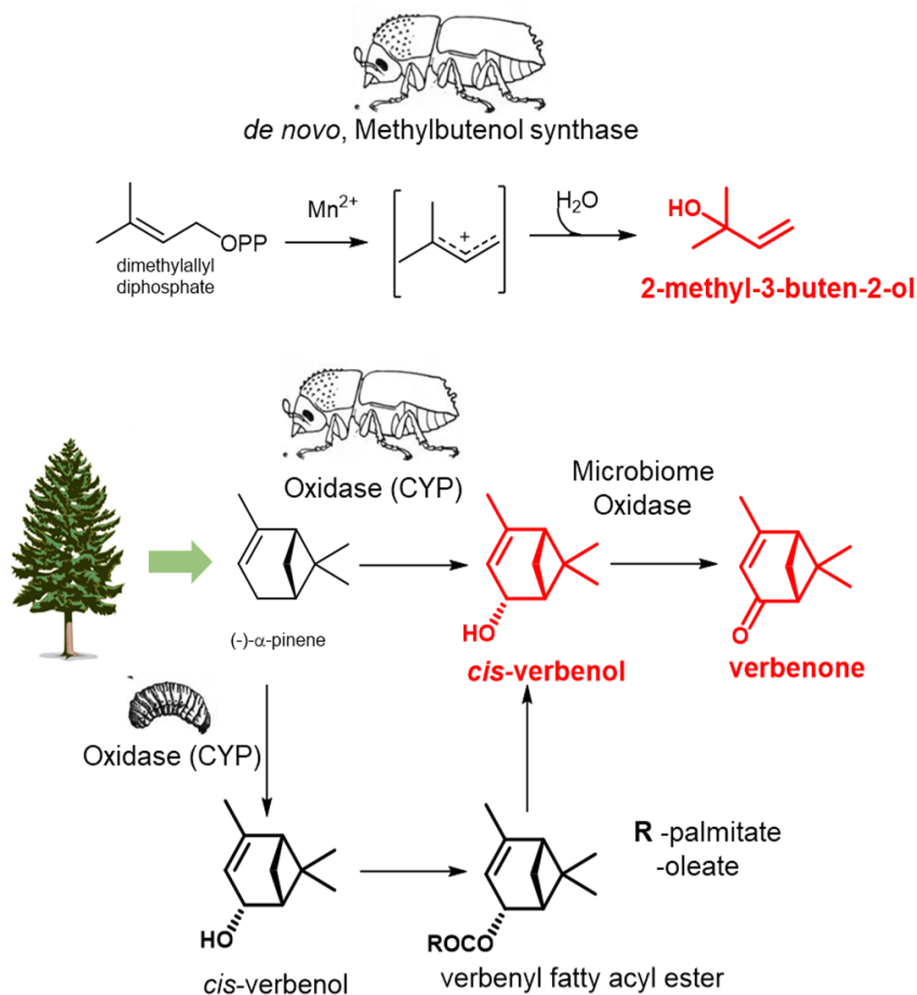 de novo, Methylbutenol synthase
OPP
dimethylallyl
diphosphate
Mn2+
+
H2O
HO
2-methyl-3-buten-2-ol
Oxidase (CYP)
Microbiome
Oxidase
(-)-α-pinene
HO
cis-verbenol
O
verbenone
Oxidase (CYP)
HO
cis-verbenol
ROCO
verbenyl fatty acyl ester
R -palmitate
-oleate